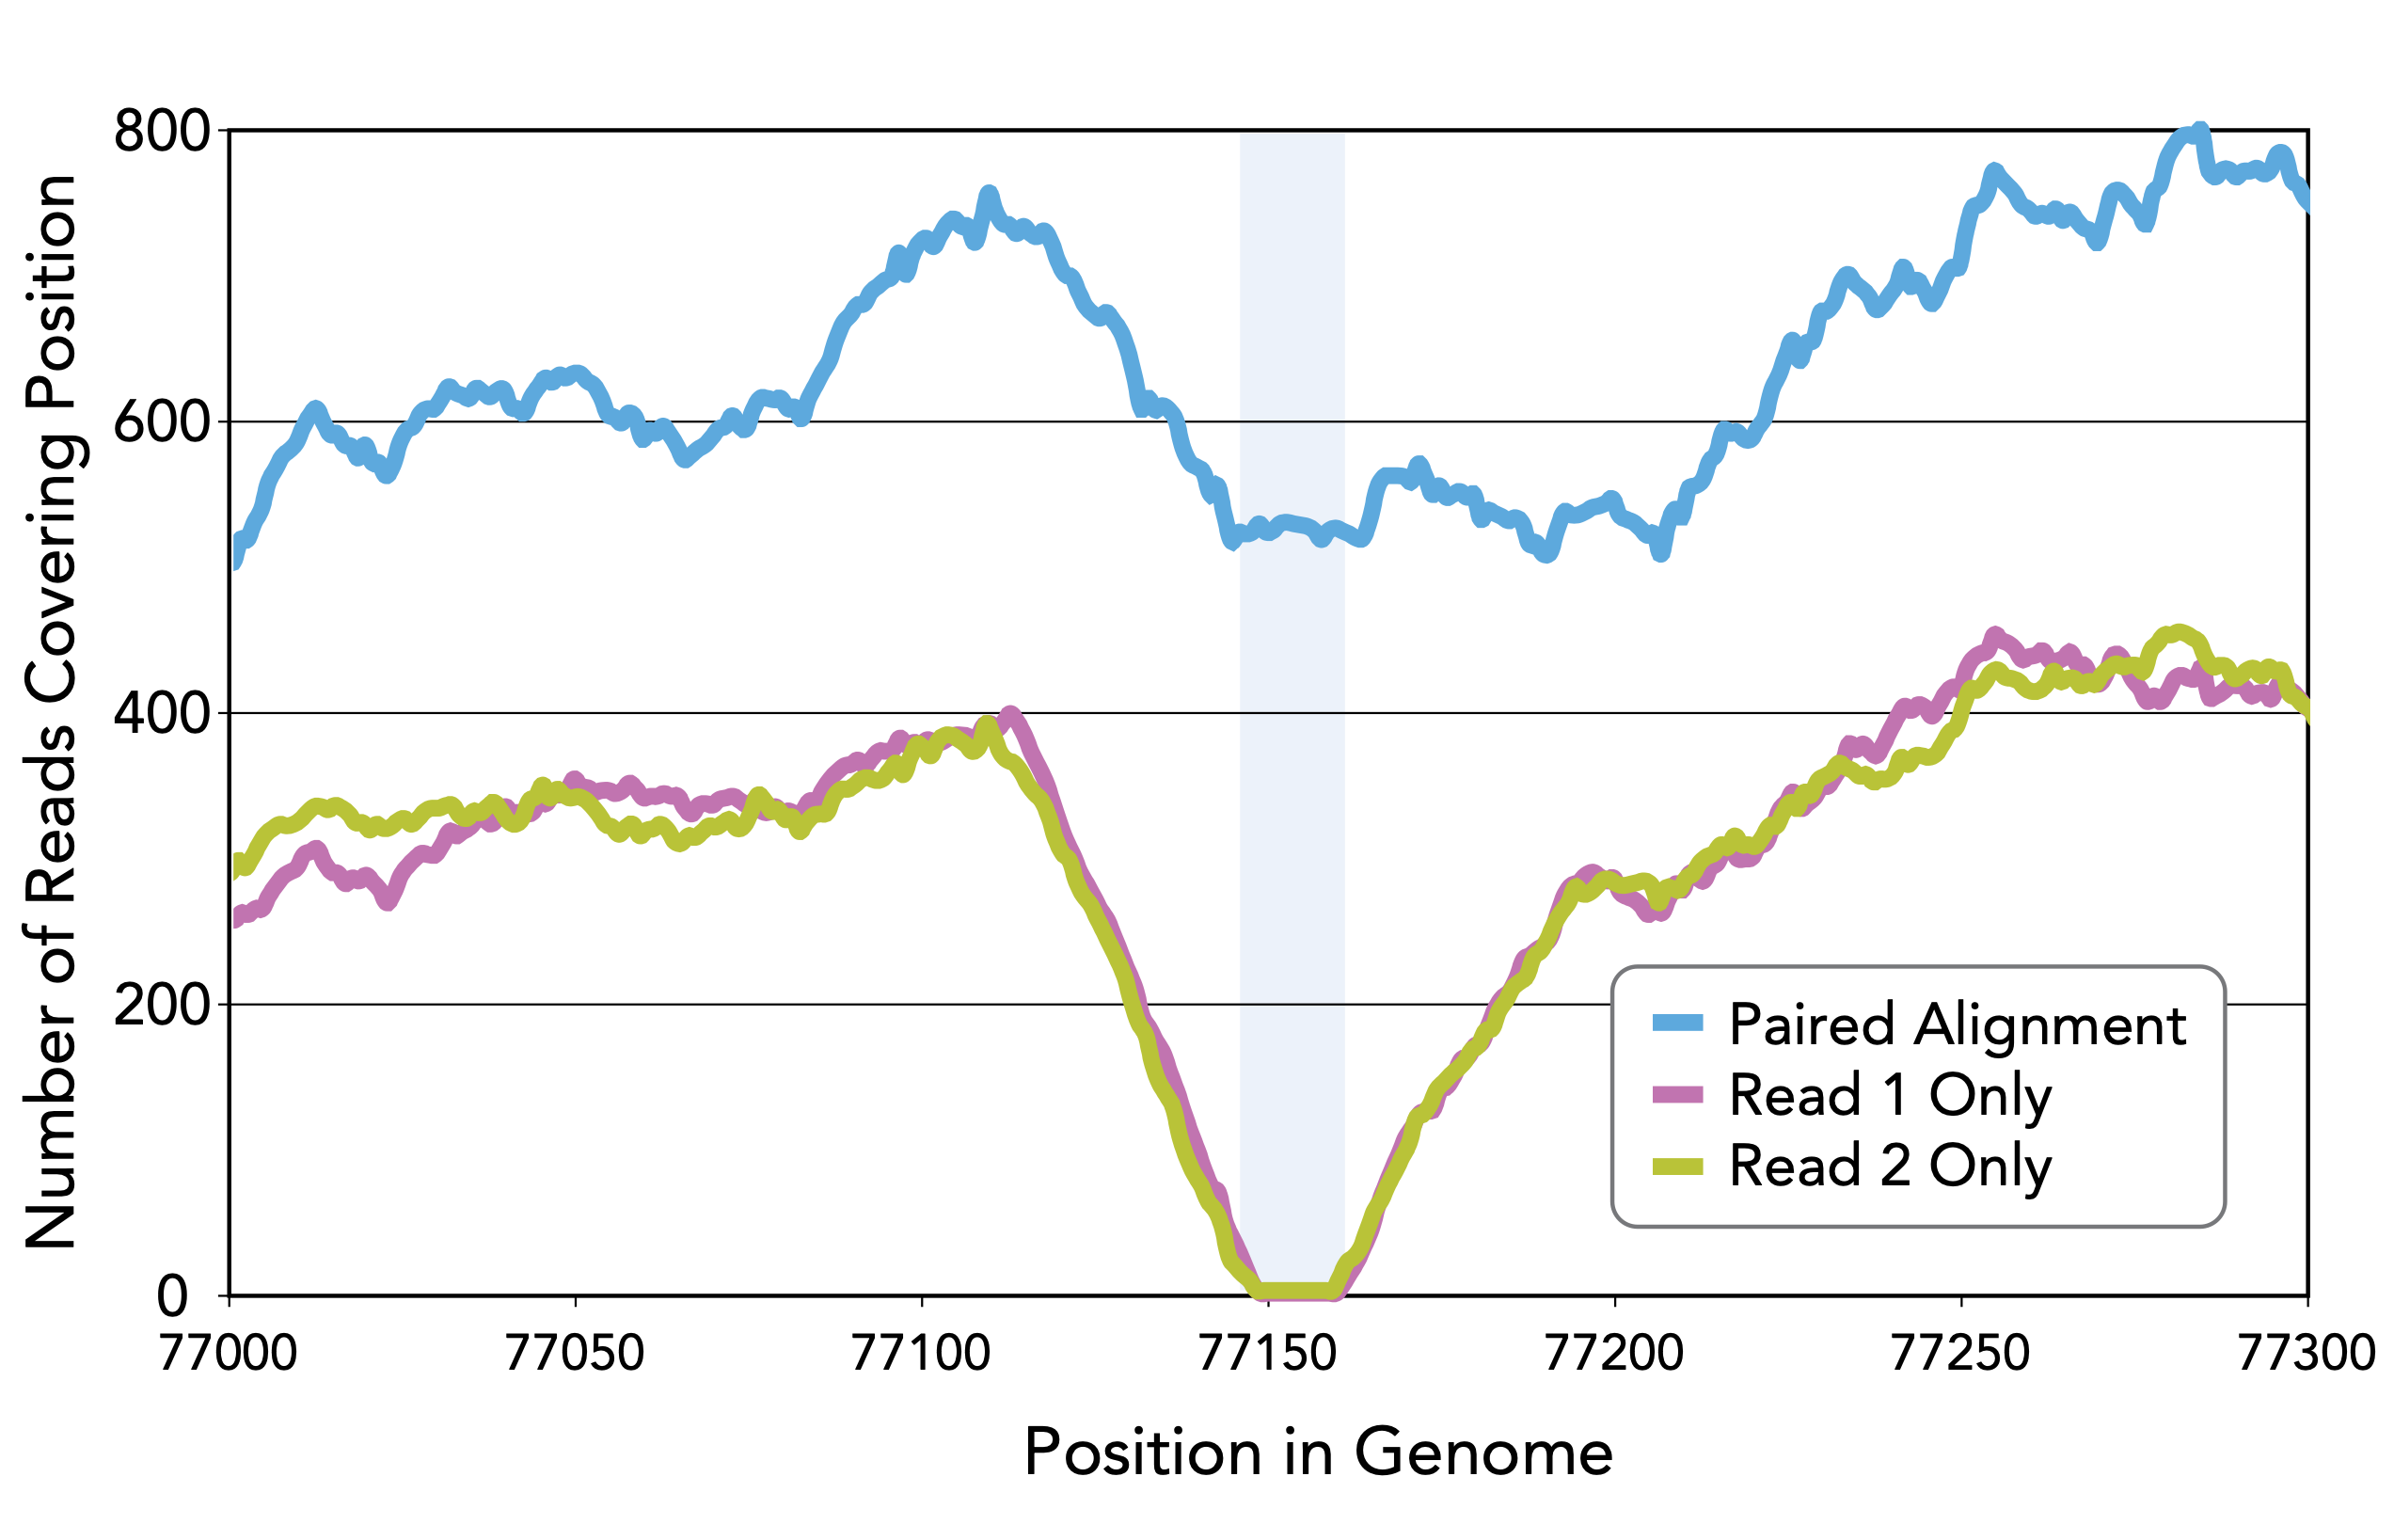 Number of Reads Covering Position
800
600
400
200
0
77000 77050 77100 77150 77200 77250 77300
Position in Genome
Paired Alignment
Read 1 Only
Read 2 Only